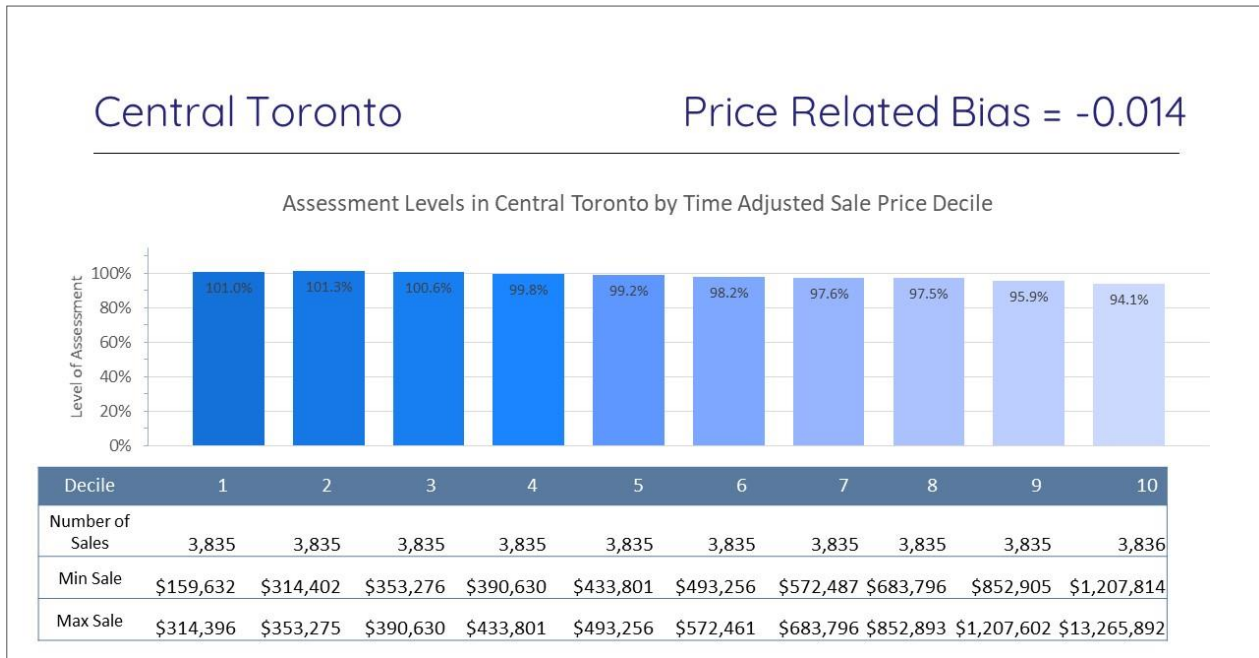 Central Toronto
Price Related Bias = -0.014
Assessment Levels in Central Toronto by Time Adjusted Sale Price Decile
Level of Assessment
100%
80%
60%
40%
20%
0%
101.0% 101.3% 100.6% 99.8% 99.2% 98.2% 97.6% 97.5% 95.9% 94.1%
Decile 1 2 3 4 5 6 7 8 9 10
Number of
Sales 3,835 3,835 3,835 3,835 3,835 3,835 3,835 3,835 3,835 3,836
Min Sale $159,632 $314,402 $353,276 $390,630 $433,801 $493,256 $572,487 $683,796 $852,905 $1,207,814
Max Sale $314,396 $353,275 $390,630 $433,801 $493,256 $572,461 $683,796 $852,893 $1,207,602 $13,265,892